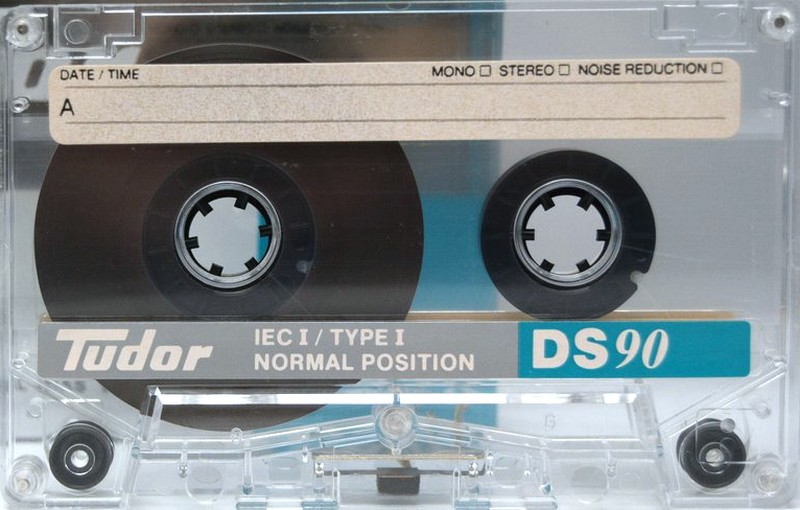 DATE / TIME MONO □ STEREO □ NOISE REDUCTION □
A
Tudor
IEC I / TYPE I
NORMAL POSITION
DS 90
G